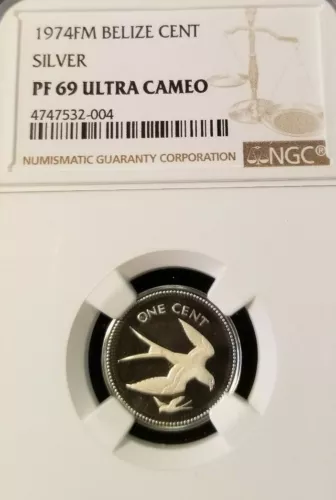 1974FM BELIZE CENT
SILVER
PF 69 ULTRA CAMEO
4747532-004
NUMISMATIC GUARANTY CORPORATION NGC®
ONE CENT